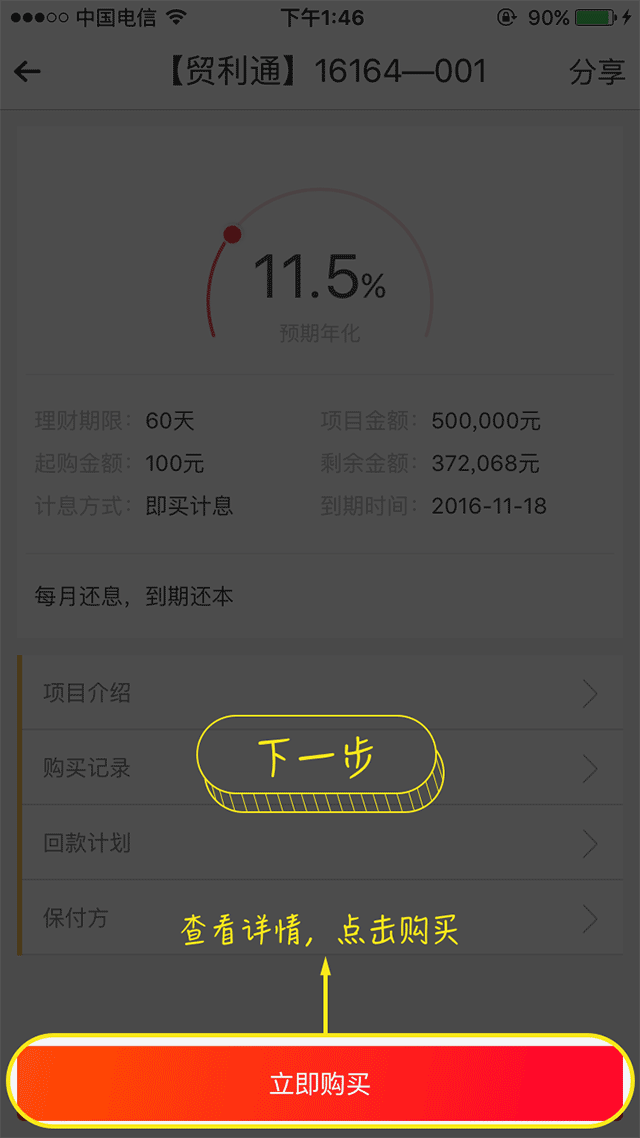 中国电信 下午1:46 90%
【贸利通】16164—001 分享
11.5%
预期年化
理财期限：60天 项目金额：500,000元
起购金额：100元 剩余金额：372,068元
计息方式：即买计息 到期时间：2016-11-18
每月还息，到期还本
项目介绍
下一步
购买记录
回款计划
保付方
查看详情，点击购买
立即购买